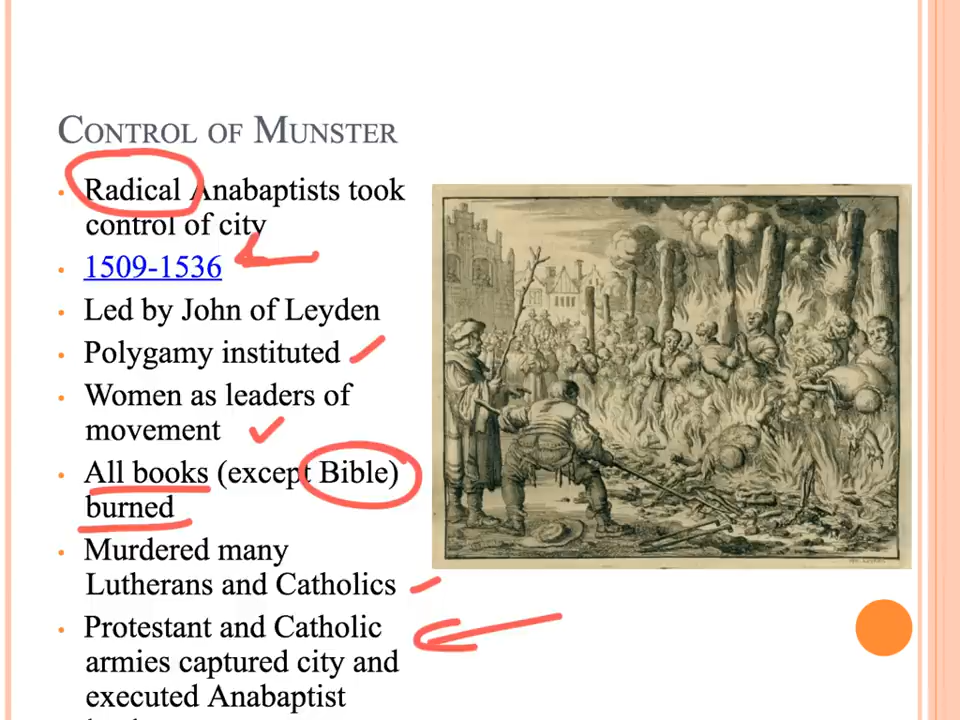 CONTROL OF MUNSTER
• Radical Anabaptists took
control of city
• 1509-1536
• Led by John of Leyden
• Polygamy instituted
• Women as leaders of
movement
• All books (except Bible)
burned
• Murdered many
Lutherans and Catholics
• Protestant and Catholic
armies captured city and
executed Anabaptist